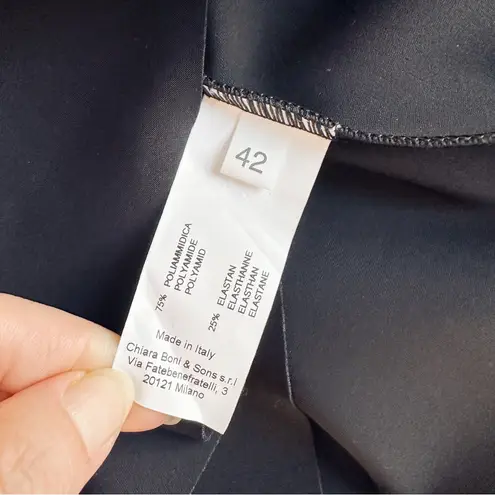 42
75% POLIAMMIDICA
POLYAMIDE
POLYAMID
25% ELASTAN
ELASTHANNE
ELASTHAN
ELASTANE
Made in Italy
Chiara Boni & Sons s.r.l
Via Fatebenefratelli, 3
20121 Milano